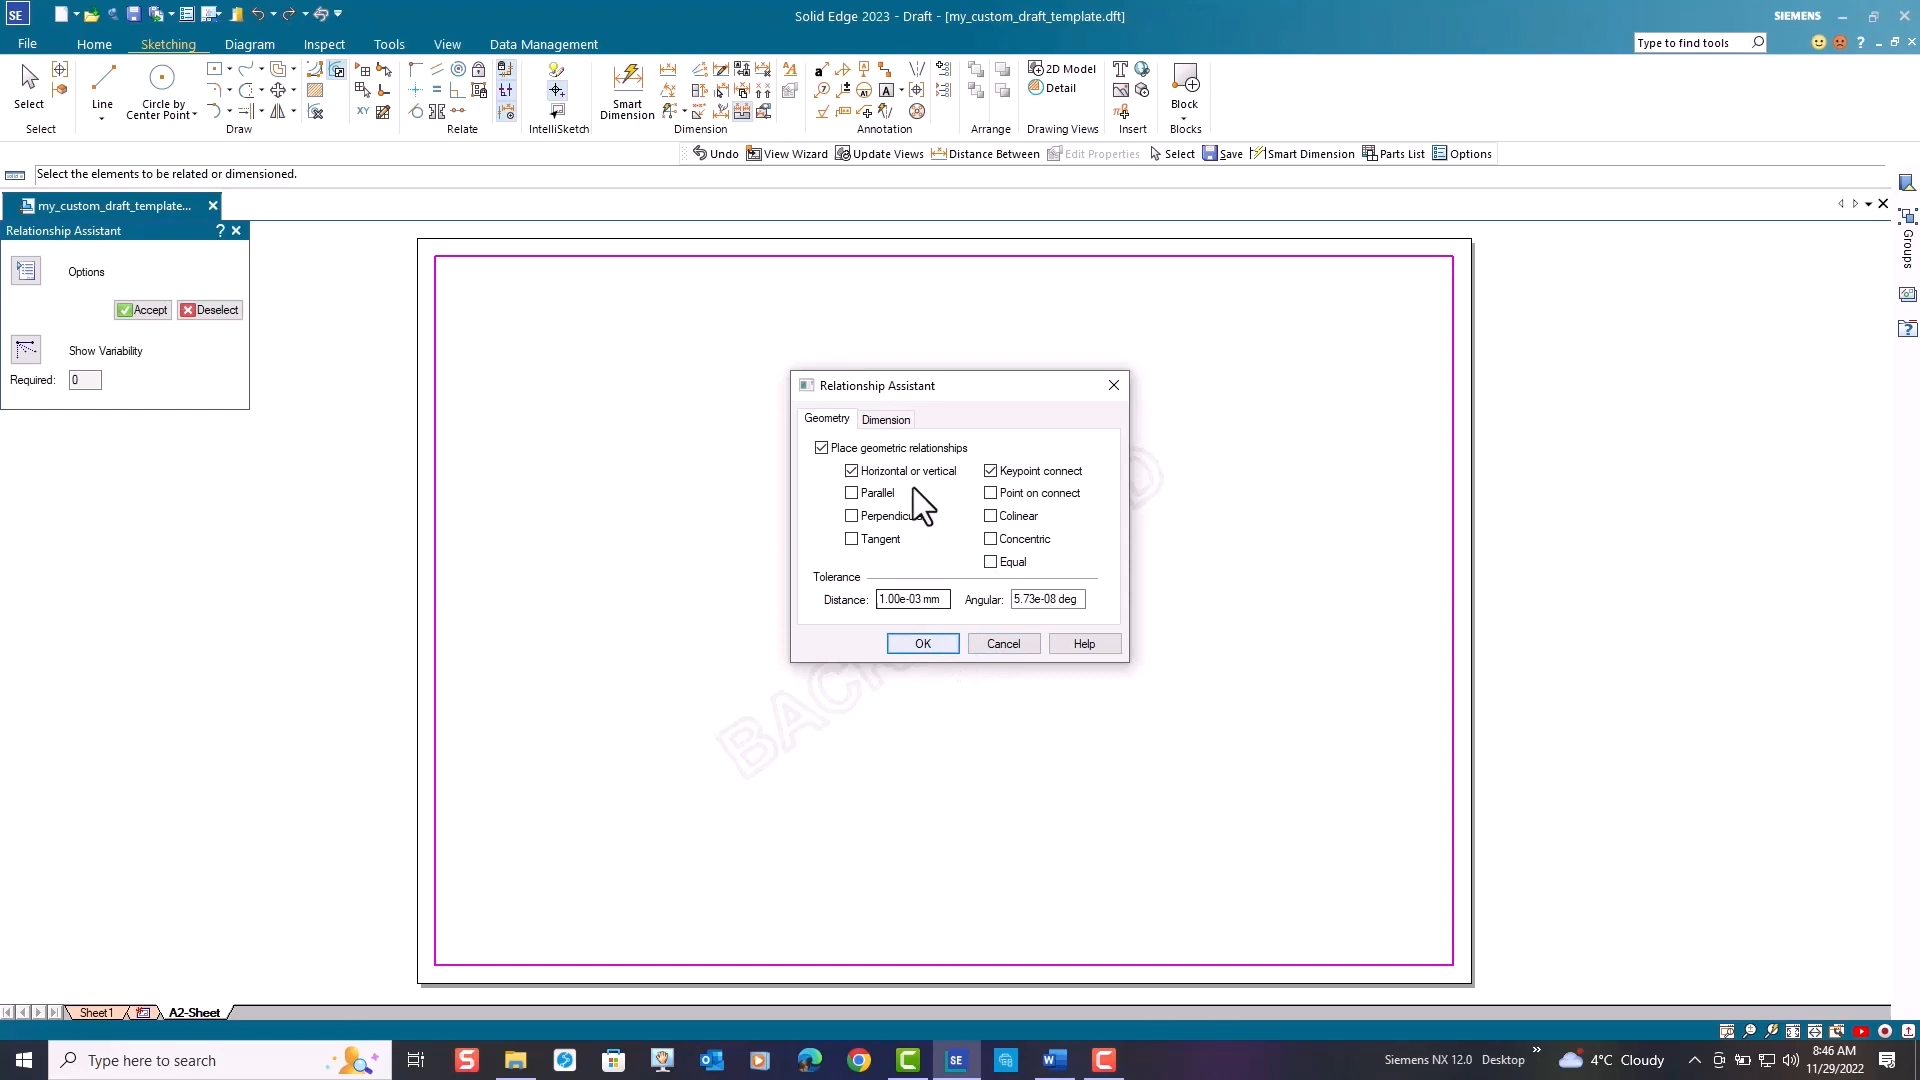 SE
Solid Edge 2023 - Draft - [my_custom_draft_template.dft]
SIEMENS
File Home Sketching Diagram Inspect Tools View Data Management
Type to find tools
Select
Line
Circle by
Center Point
Smart
Dimension
2D Model
Detail
Block
Select Draw Relate IntelliSketch Dimension Annotation Arrange Drawing Views Insert Blocks
Undo View Wizard Update Views Distance Between Edit Properties Select Save Smart Dimension Parts List Options
Select the elements to be related or dimensioned.
my_custom_draft_template...
Groups
Relationship Assistant
Options
Accept Deselect
Show Variability
Required: 0
Relationship Assistant
Geometry Dimension
Place geometric relationships
Horizontal or vertical Keypoint connect
Parallel Point on connect
Colinear
Tangent Concentric
Equal
Tolerance
Distance: 1.00e-03 mm Angular: 5.73e-08 deg
OK Cancel Help
Sheet1 A2-Sheet
Type here to search
Siemens NX 12.0 Desktop
4°C Cloudy
8:46 AM
11/29/2022